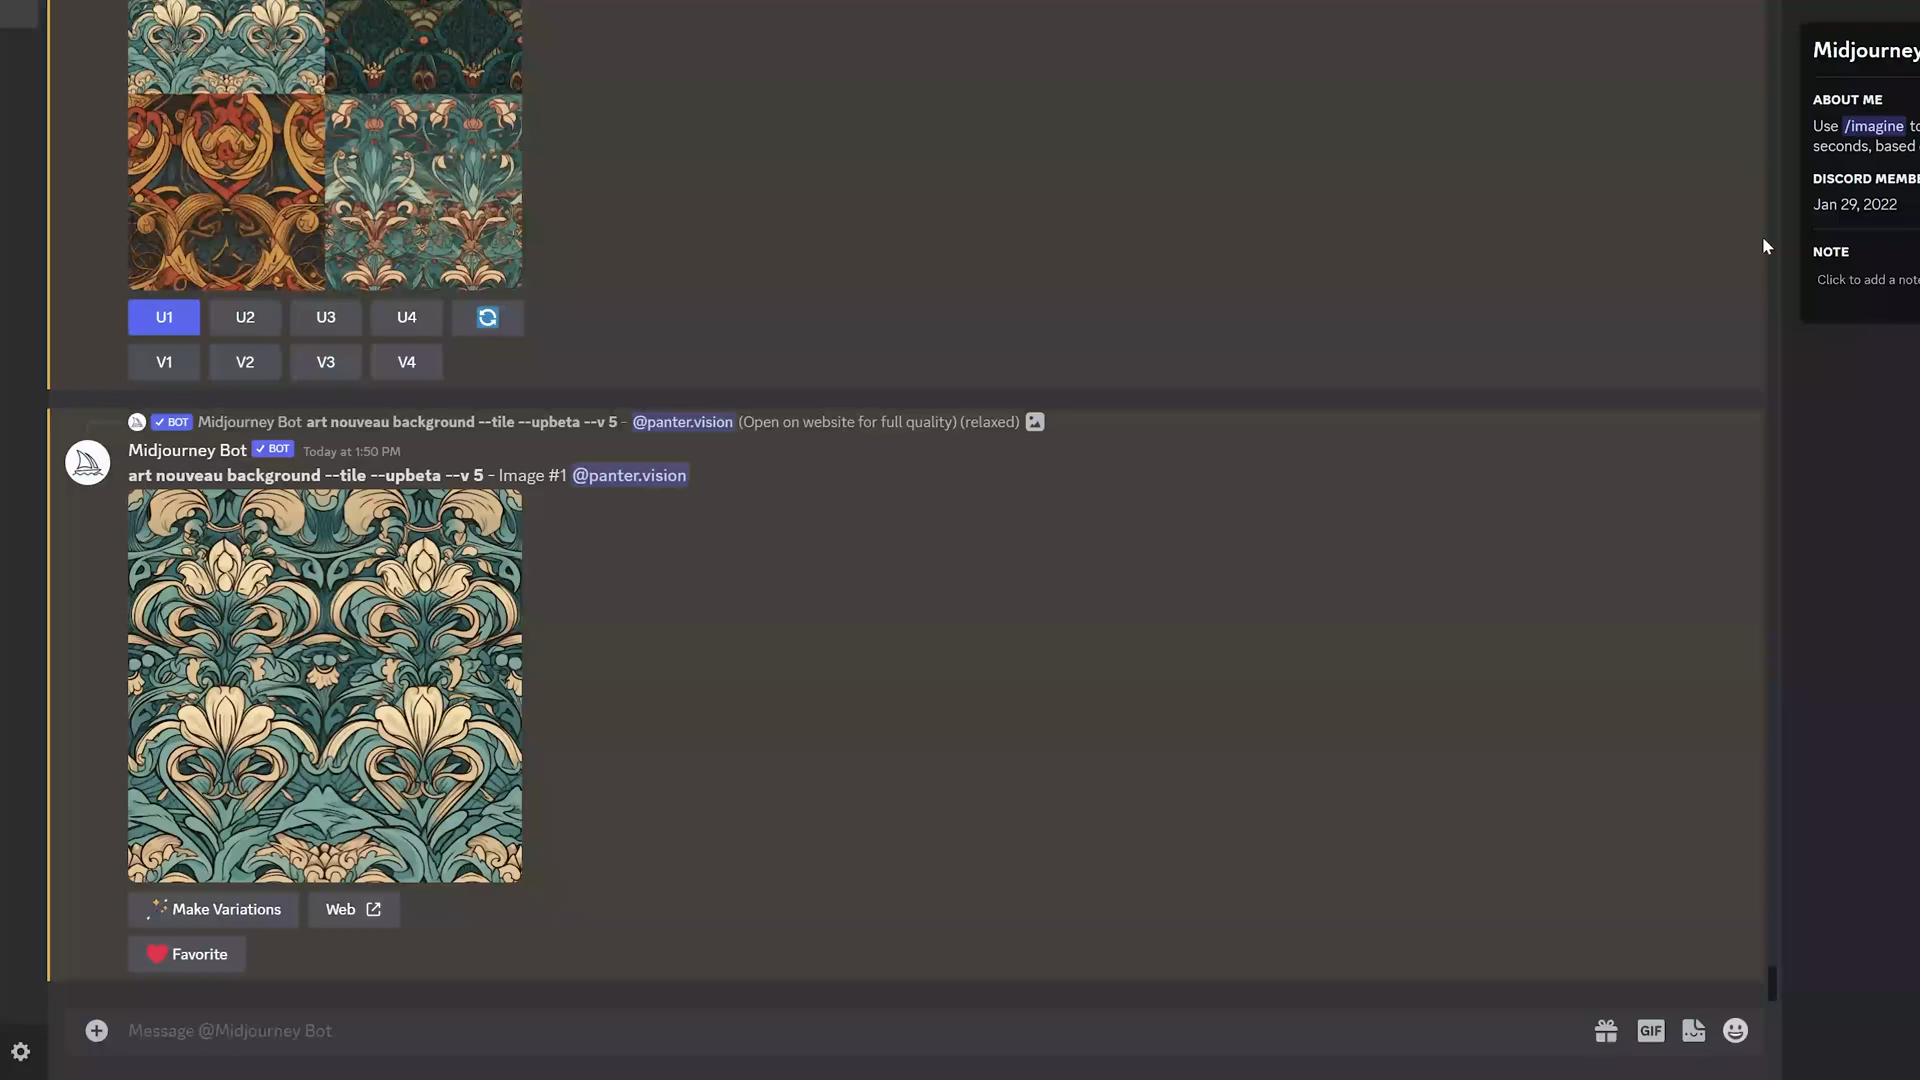 Midjourney
ABOUT ME
Use /imagine to
seconds, based
DISCORD MEMBE
Jan 29, 2022
NOTE
Click to add a note
U1 U2 U3 U4
V1 V2 V3 V4
BOT Midjourney Bot art nouveau background --tile --upbeta --v 5 - @panter.vision (Open on website for full quality) (relaxed)
Midjourney Bot BOT Today at 1:50 PM
art nouveau background --tile --upbeta --v 5 - Image #1 @panter.vision
Make Variations Web
Favorite
Message @Midjourney Bot GIF